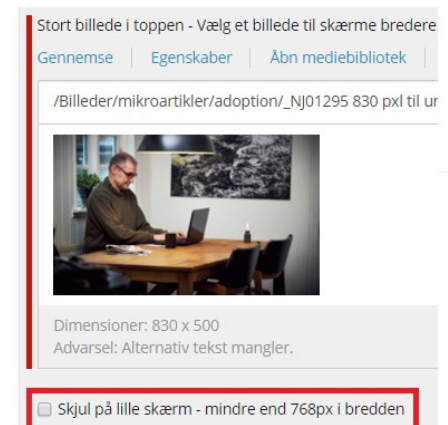 Stort billede i toppen - Vælg et billede til skærme bredere
Gennemse | Egenskaber | Åbn mediebibliotek |
/Billeder/mikroartikler/adoption/_NJ01295 830 pxl til
Dimensioner: 830 x 500
Advarsel: Alternativ tekst mangler.
Skjul på lille skærm - mindre end 768px i bredden